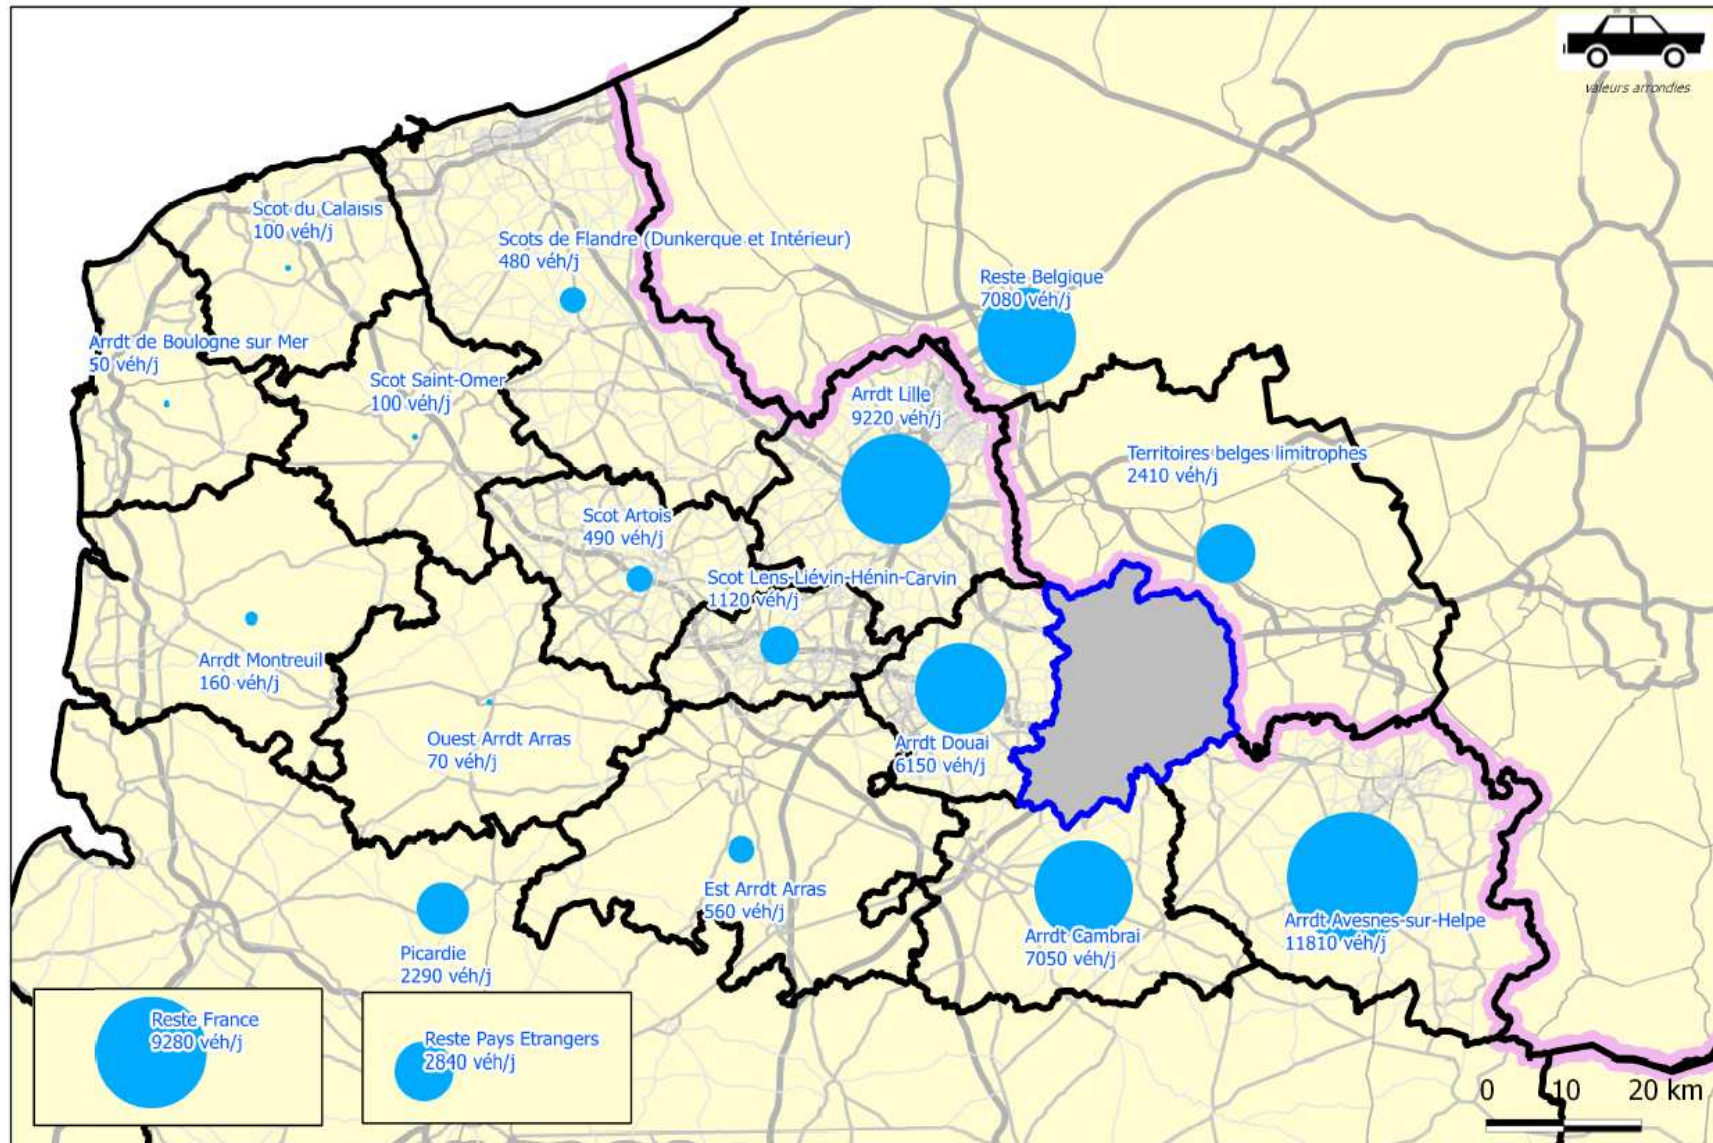 valeurs arrondies
Scot du Calaisis
100 véh/j
Scots de Flandre (Dunkerque et Intérieur)
480 véh/j
Reste Belgique
7080 véh/j
Arrdt de Boulogne sur Mer
50 véh/j
Scot Saint-Omer
100 véh/j
Arrdt Lille
9220 véh/j
Territoires belges limitrophes
2410 véh/j
Scot Artois
490 véh/j
Scot Lens-Liévin-Hénin-Carvin
1120 véh/j
Arrdt Montreuil
160 véh/j
Ouest Arrdt Arras
70 véh/j
Arrdt Douai
6150 véh/j
Est Arrdt Arras
560 véh/j
Arrdt Cambrai
7050 véh/j
Arrdt Avesnes-sur-Helpe
11810 véh/j
Picardie
2290 véh/j
Reste France
9280 véh/j
Reste Pays Etrangers
2840 véh/j
0 10 20 km